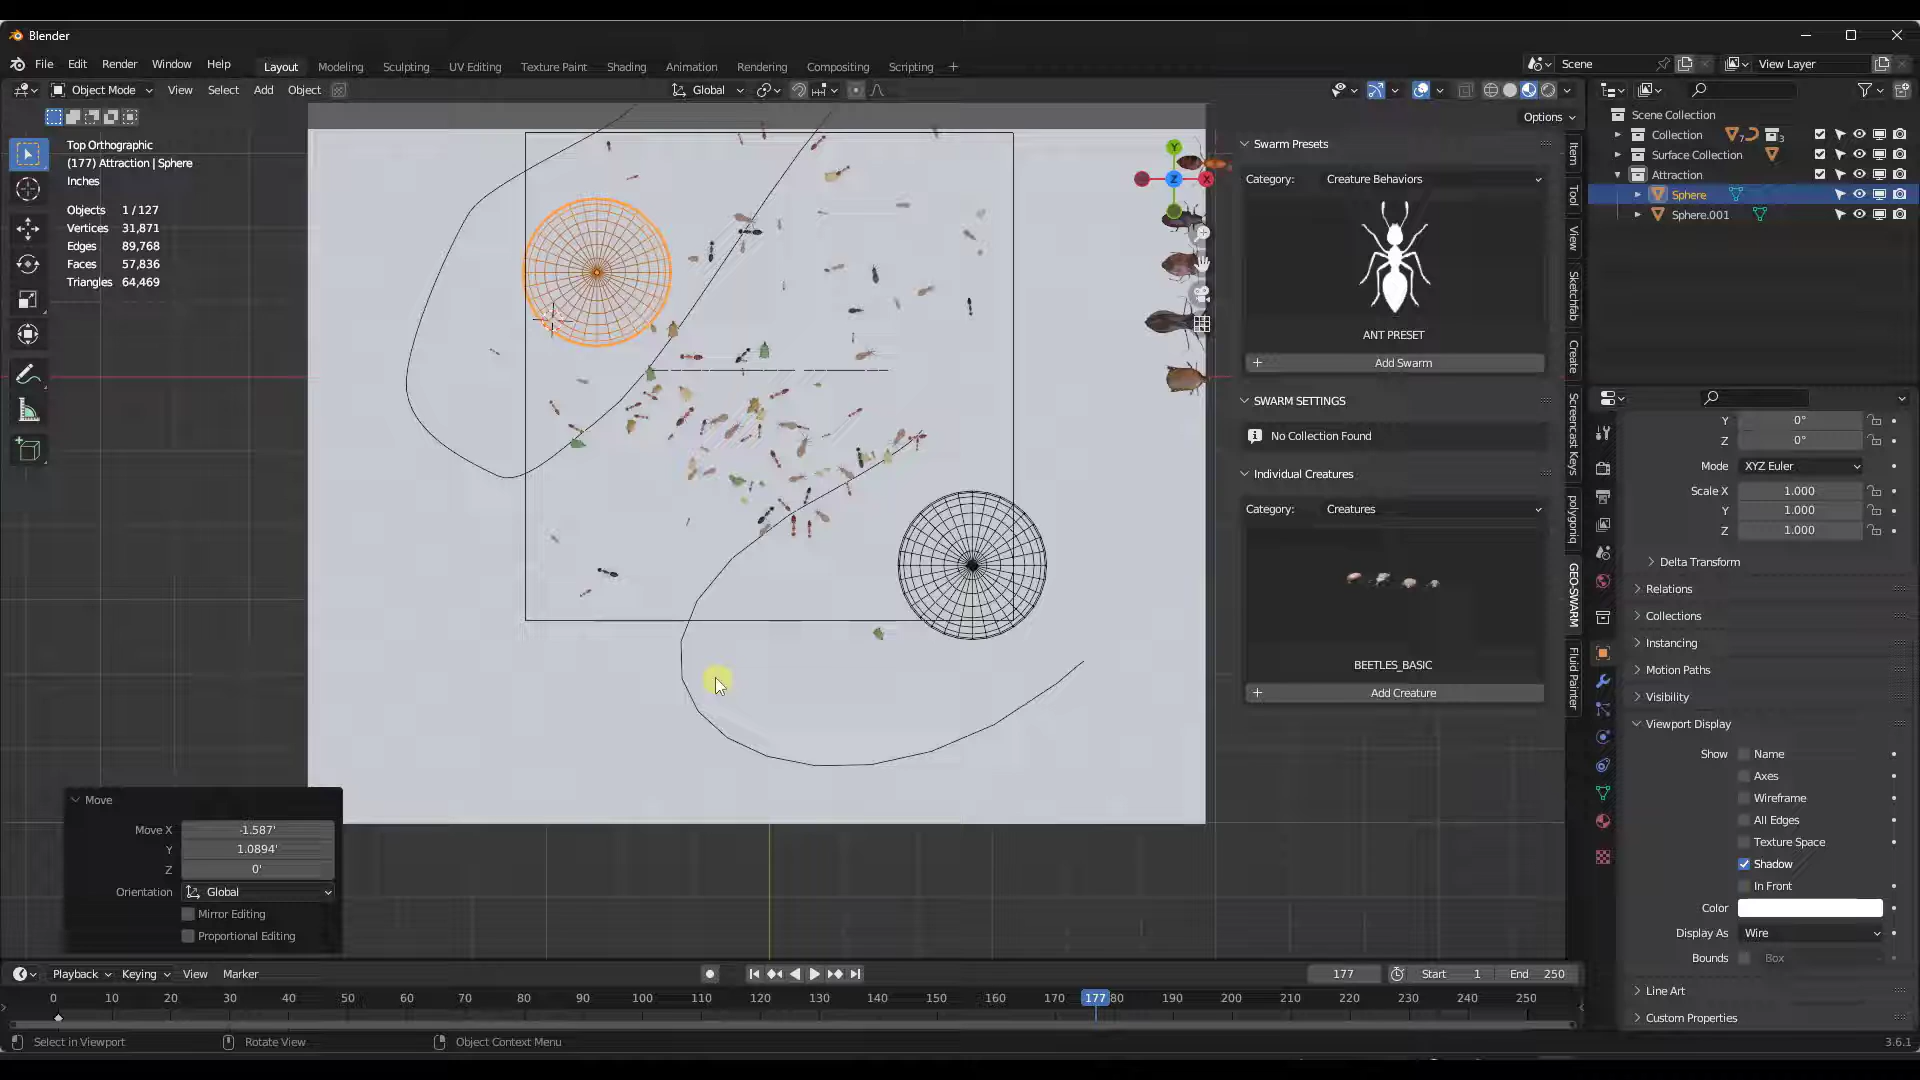 Blender
File Edit Render Window Help Layout Modeling Sculpting UV Editing Texture Paint Shading Animation Rendering Compositing Scripting + Scene View Layer
Object Mode View Select Add Object Global
Options
Top Orthographic
(177) Attraction | Sphere
Inches
Objects 1 / 127
Vertices 31,871
Edges 89,768
Faces 57,836
Triangles 64,469
Y
Z
X
Swarm Presets
Category: Creature Behaviors
ANT PRESET
+ Add Swarm
SWARM SETTINGS
No Collection Found
Individual Creatures
Category: Creatures
BEETLES_BASIC
+ Add Creature
Item
Tool
View
Sketchfab
Create
Screencast Keys
polygoniq
GEO-SWARM
Fluid Painter
Scene Collection
Collection 7 3
Surface Collection
Attraction
Sphere
Sphere.001
Y 0°
Z 0°
Mode XYZ Euler
Scale X 1.000
Y 1.000
Z 1.000
Delta Transform
Relations
Collections
Instancing
Motion Paths
Visibility
Viewport Display
Show Name
Axes
Wireframe
All Edges
Texture Space
Shadow
In Front
Color
Display As Wire
Bounds Box
Line Art
Custom Properties
Move
Move X -1.587'
Y 1.0894'
Z 0'
Orientation Global
Mirror Editing
Proportional Editing
Playback Keying View Marker 177 Start 1 End 250
0 10 20 30 40 50 60 70 80 90 100 110 120 130 140 150 160 170 177 80 190 200 210 220 230 240 250
Select in Viewport Rotate View Object Context Menu 3.6.1